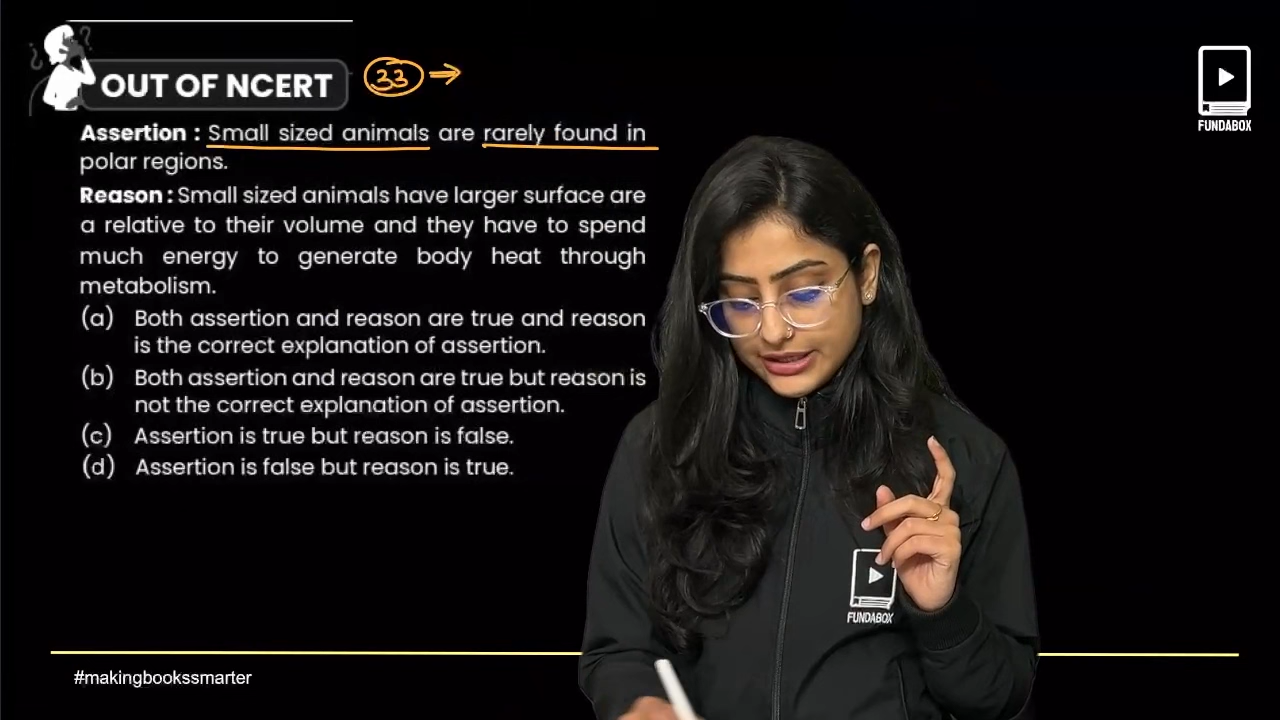 OUT OF NCERT
33 →
FUNDABOX
Assertion : Small sized animals are rarely found in
polar regions.
Reason : Small sized animals have larger surface are
a relative to their volume and they have to spend
much energy to generate body heat through
metabolism.
(a) Both assertion and reason are true and reason
is the correct explanation of assertion.
(b) Both assertion and reason are true but reason is
not the correct explanation of assertion.
(c) Assertion is true but reason is false.
(d) Assertion is false but reason is true.
FUNDABOX
#makingbookssmarter